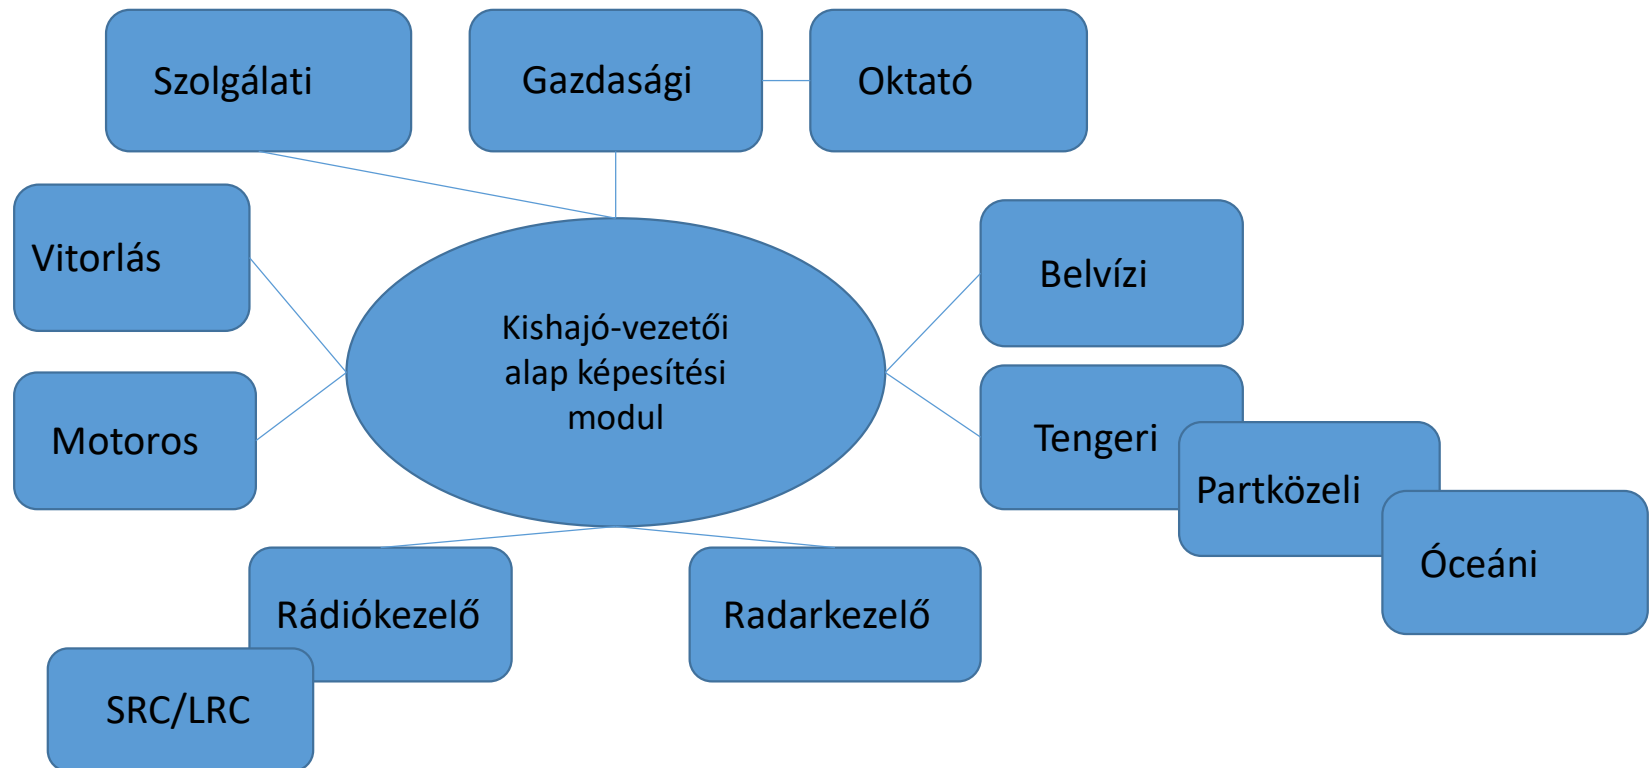 Szolgálati
Gazdasági
Oktató
Vitorlás
Belvízi
Kishajó-vezetői
alap képesítési
modul
Motoros
Tengeri
Partközeli
Óceáni
Rádiókezelő
Radarkezelő
SRC/LRC